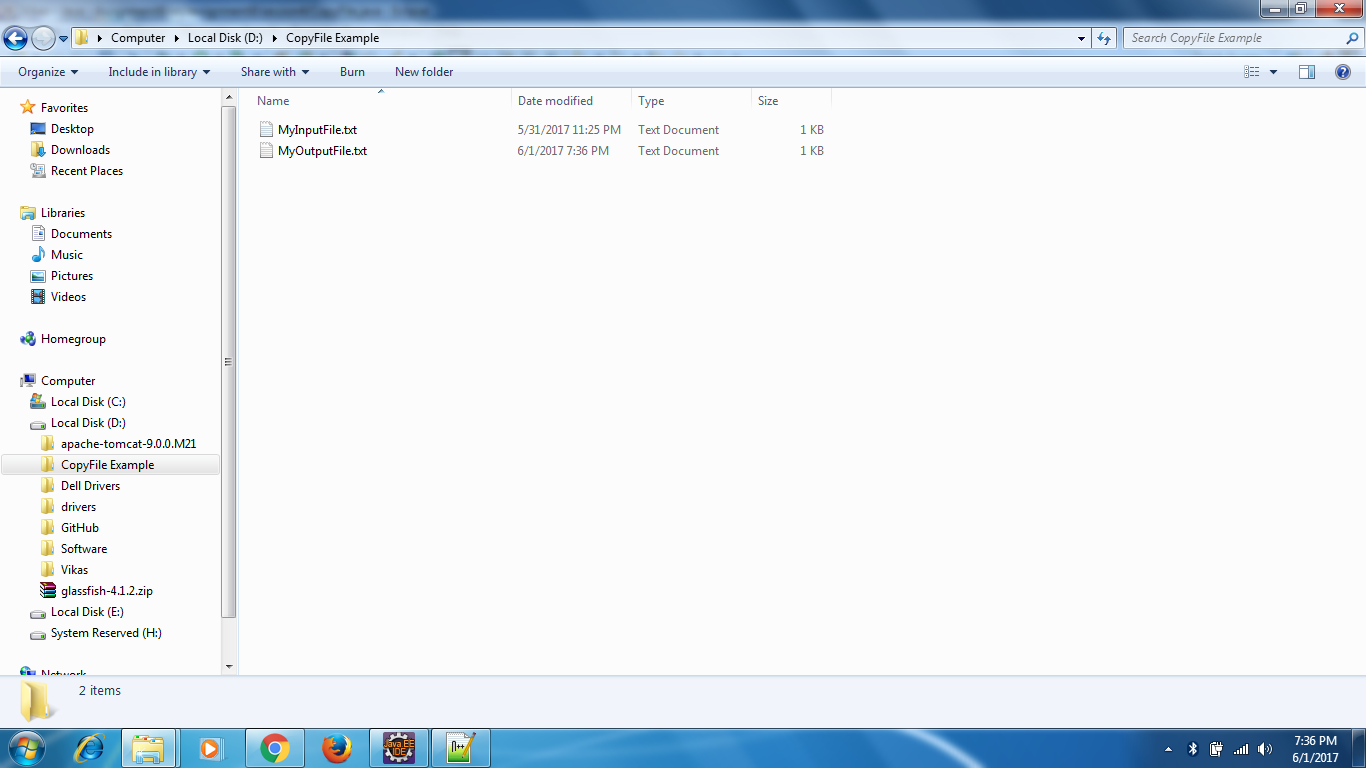 Computer Local Disk (D:) CopyFile Example
Search CopyFile Example
Organize Include in library Share with Burn New folder
Name Date modified Type Size
MyInputFile.txt 5/31/2017 11:25 PM Text Document 1 KB
MyOutputFile.txt 6/1/2017 7:36 PM Text Document 1 KB
Favorites
Desktop
Downloads
Recent Places
Libraries
Documents
Music
Pictures
Videos
Homegroup
Computer
Local Disk (C:)
Local Disk (D:)
apache-tomcat-9.0.0.M21
CopyFile Example
Dell Drivers
drivers
GitHub
Software
Vikas
glassfish-4.1.2.zip
Local Disk (E:)
System Reserved (H:)
Network
2 items
Java EE
IDE
7:36 PM
6/1/2017